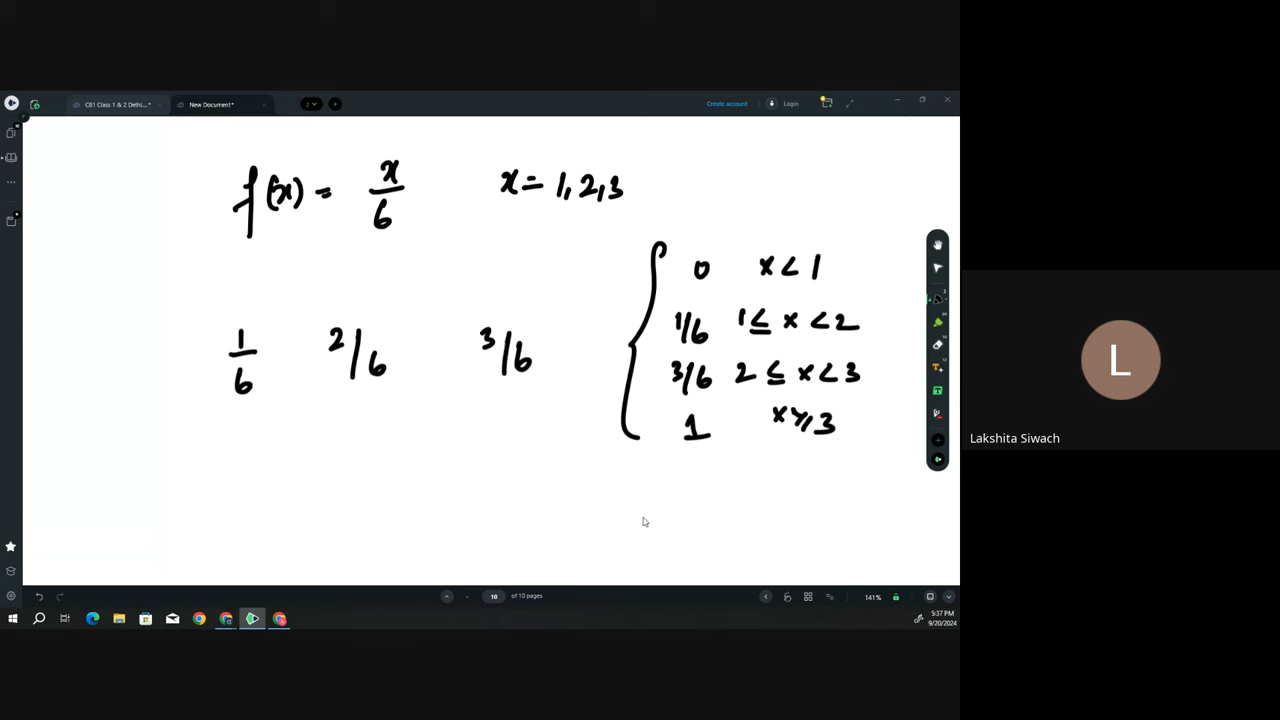 CB1 Class 1 & 2 Delhi...*
New Document*
2
Create account
Login
f(x) = x/6   x = 1, 2, 3
0   x < 1
1/6   1 ≤ x < 2
3/6   2 ≤ x < 3
1   x ≥ 3
1/6   2/6   3/6
L
Lakshita Siwach
10 of 10 pages
141%
5:37 PM
9/20/2024